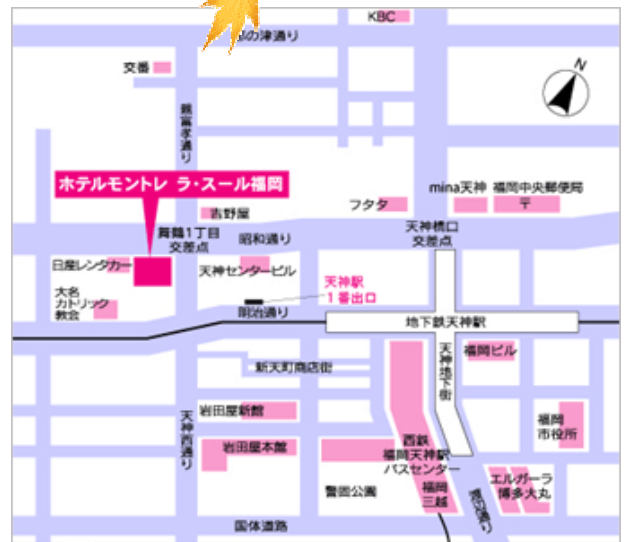 KBC
の津通り
交番
N
親富孝通り
ホテルモントレ ラ・スール福岡
mina天神
福岡中央郵便局
〒
フタタ
吉野屋
舞鶴1丁目
交差点
昭和通り
天神橋口
交差点
日産レンタカー
天神センタービル
大名
カトリック
教会
天神駅
1番出口
明治通り
地下鉄天神駅
新天町商店街
天神地下街
福岡ビル
岩田屋新館
天神西通り
岩田屋本館
福岡
市役所
西鉄
福岡天神駅
バスセンター
警固公園
福岡
三越
エルガーラ
博多大丸
国体道路